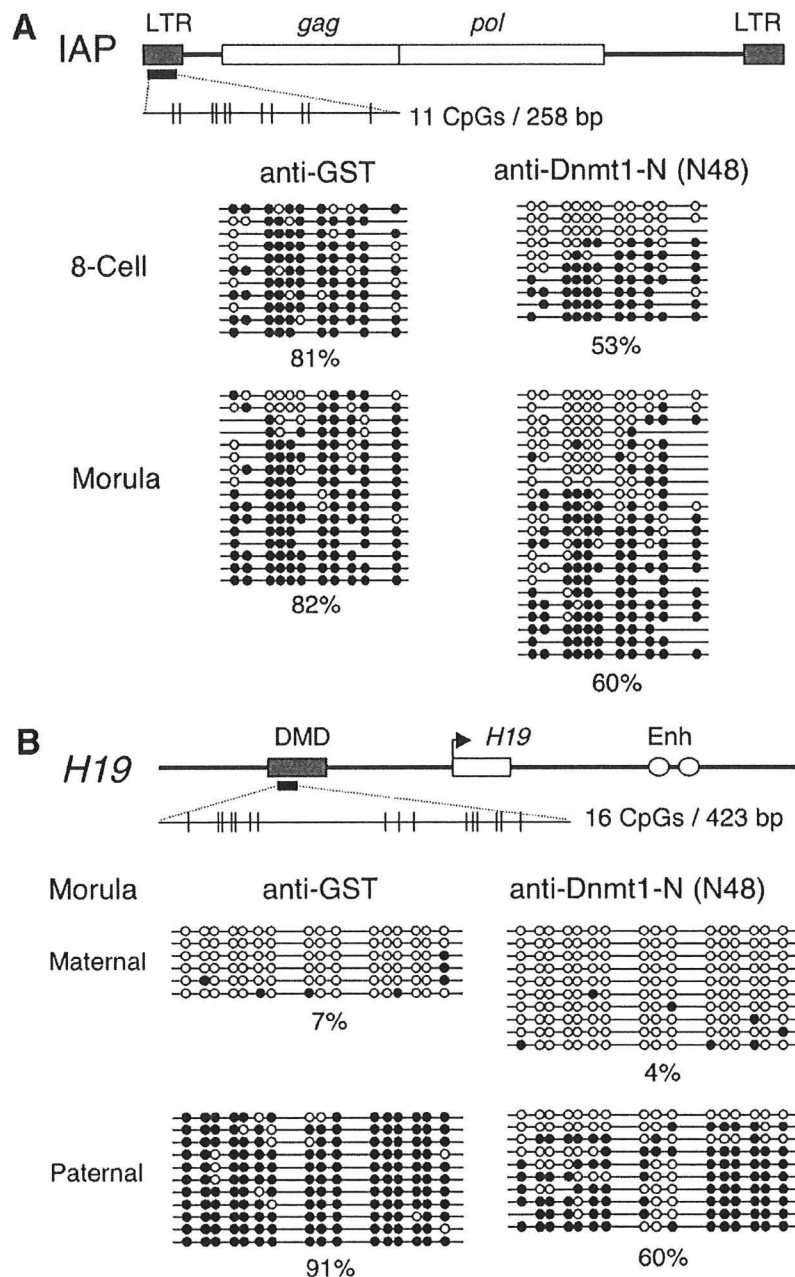 A
IAP
LTR
gag
pol
LTR
11 CpGs / 258 bp
anti-GST
anti-Dnmt1-N (N48)
8-Cell
81%
53%
Morula
82%
60%
B
H19
DMD
H19
Enh
16 CpGs / 423 bp
Morula
anti-GST
anti-Dnmt1-N (N48)
Maternal
7%
4%
Paternal
91%
60%